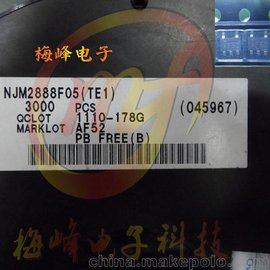 梅峰电子
NJM2888F05(TE1)
3000 PCS (045967)
QCLOT 1110-178G
MARKLOT AF52
PB FREE(B)
梅峰电子科技
http://china.makepolo.com